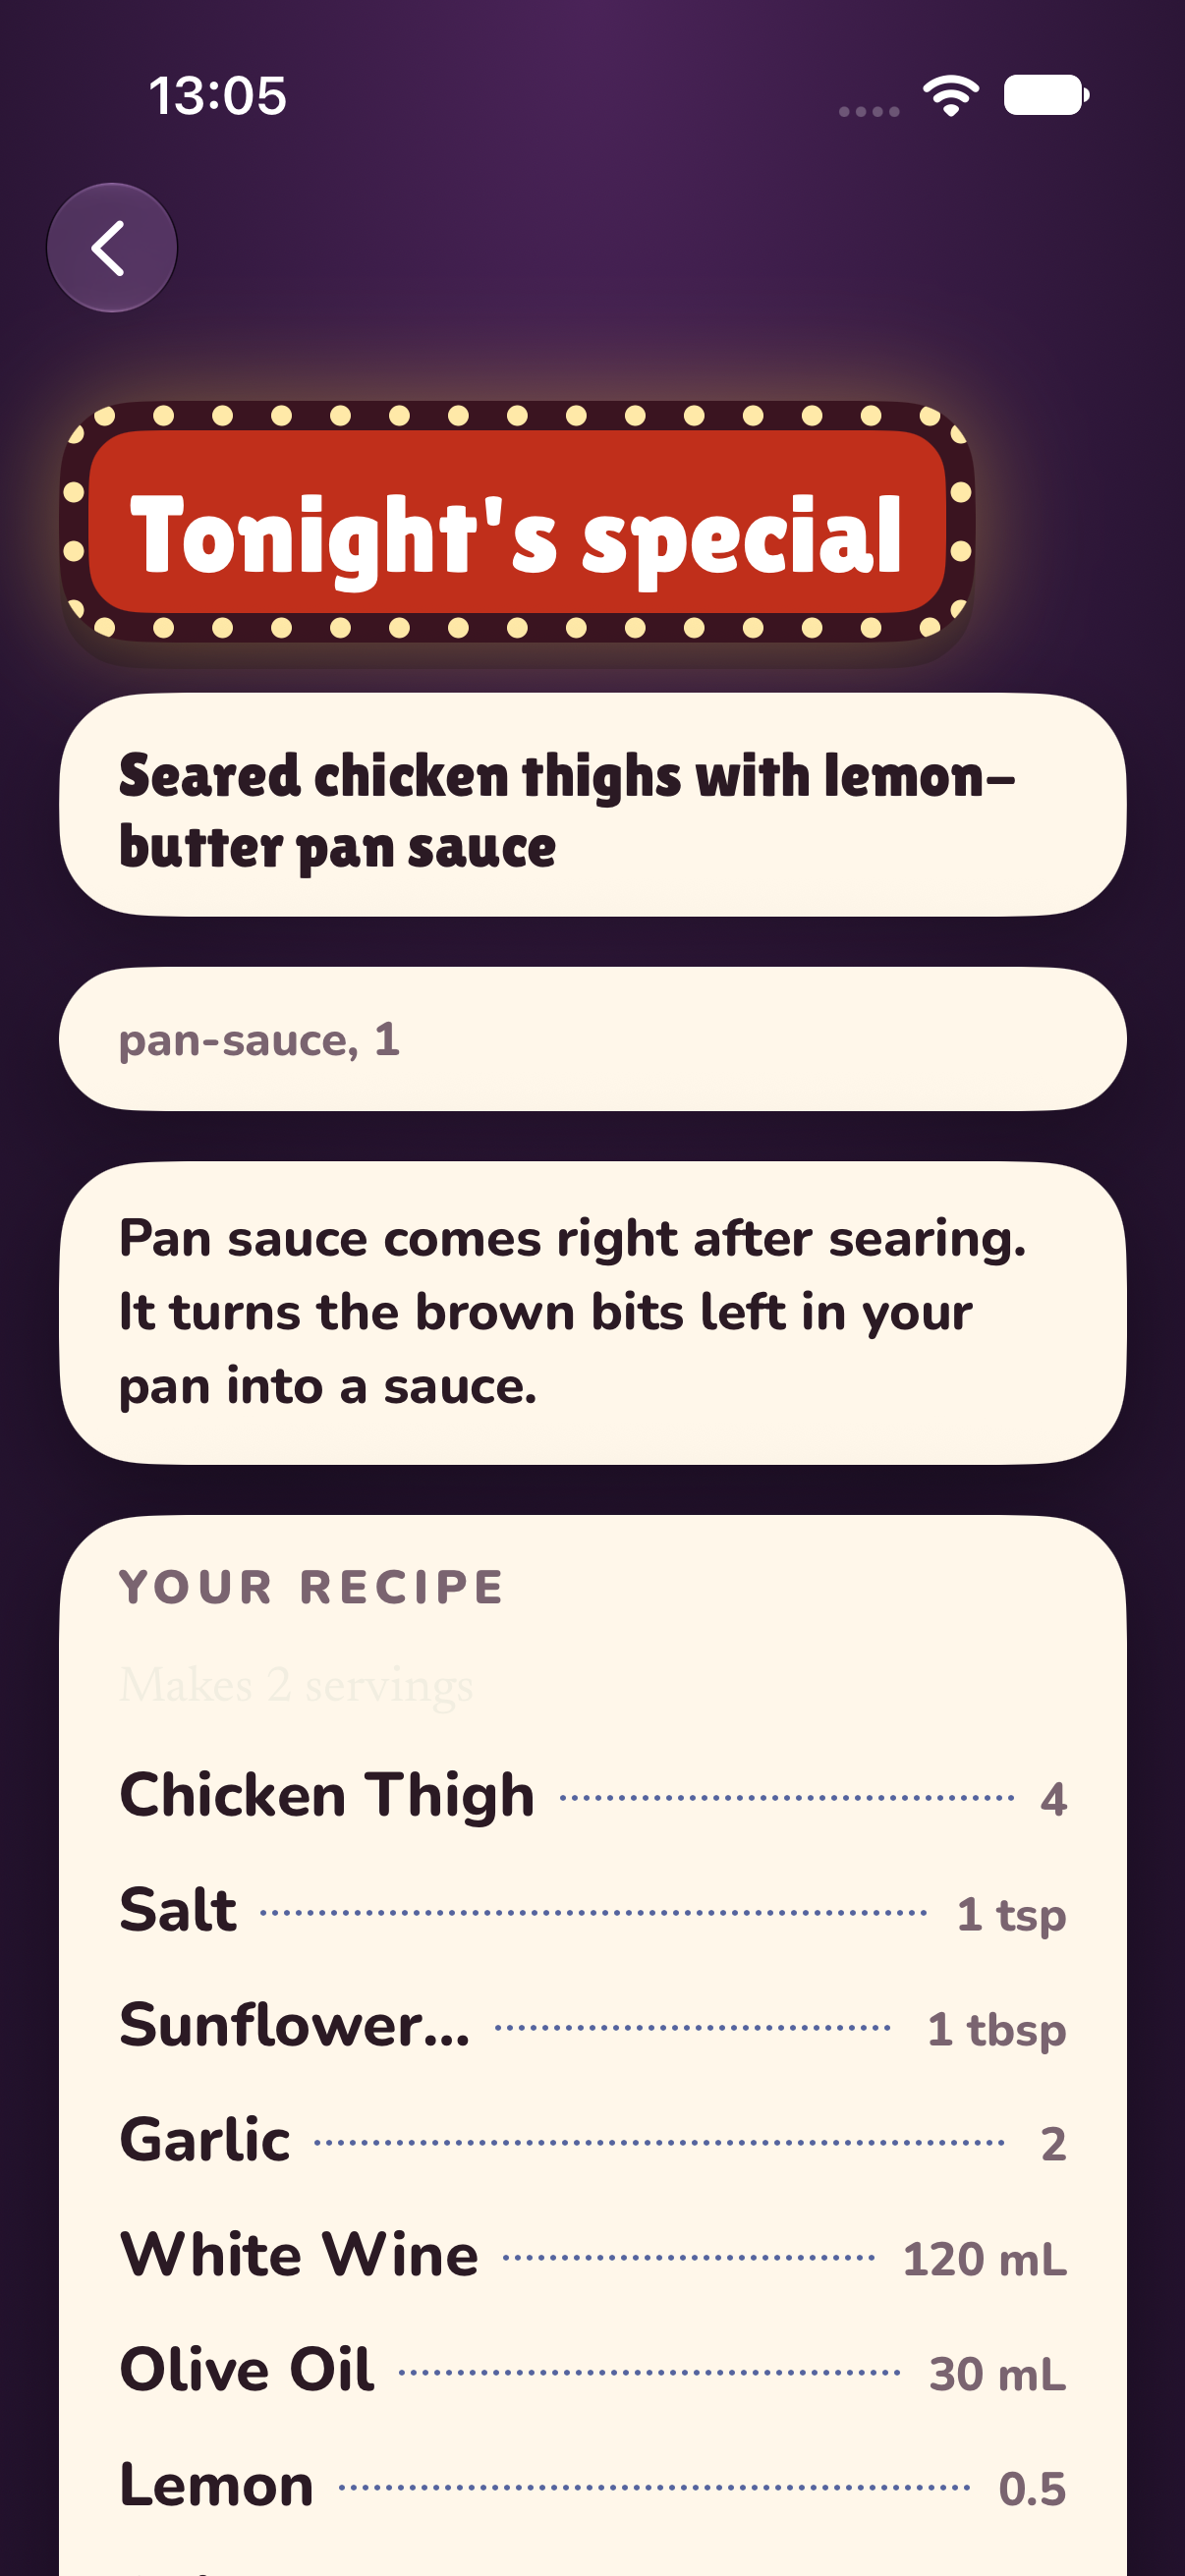 13:05
Tonight's special
Seared chicken thighs with lemon–
butter pan sauce
pan-sauce, 1
Pan sauce comes right after searing.
It turns the brown bits left in your
pan into a sauce.
YOUR RECIPE
Makes 2 servings
Chicken Thigh 4
Salt 1 tsp
Sunflower... 1 tbsp
Garlic 2
White Wine 120 mL
Olive Oil 30 mL
Lemon 0.5